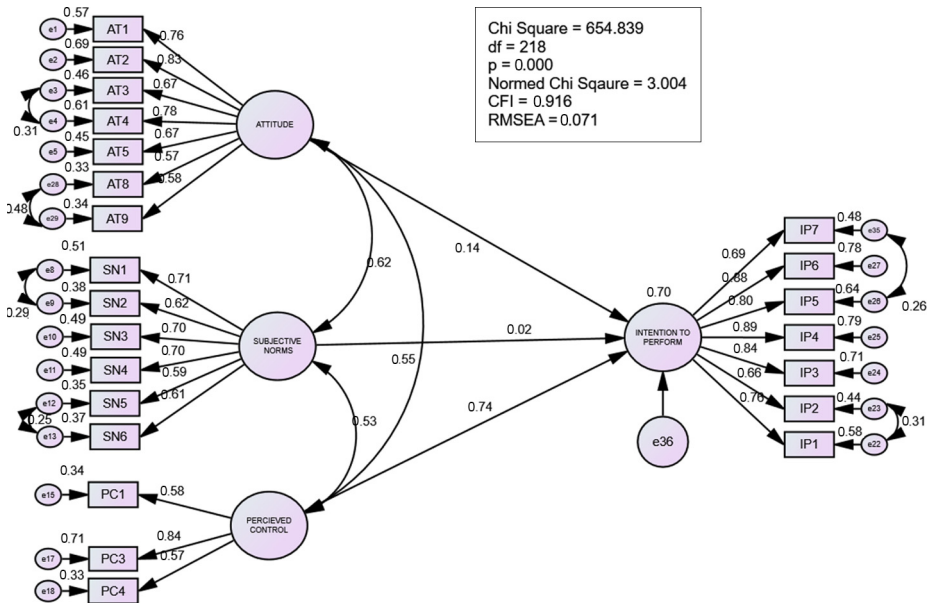 Chi Square = 654.839
df = 218
p = 0.000
Normed Chi Sqaure = 3.004
CFI = 0.916
RMSEA = 0.071
0.57
e1
AT1
0.76
0.69
e2
AT2
0.83
0.46
e3
AT3
0.67
0.61
e4
AT4
0.78
0.31
0.45
e5
AT5
0.67
0.33
e28
AT8
0.57
0.48
0.34
e29
AT9
0.58
ATTITUDE
0.51
e8
SN1
0.71
0.38
e9
SN2
0.62
0.29
0.49
e10
SN3
0.70
0.49
e11
SN4
0.70
0.35
e12
SN5
0.59
0.25
0.37
e13
SN6
0.61
SUBJECTIVE
NORMS
0.34
e15
PC1
0.58
0.71
e17
PC3
0.84
0.33
e18
PC4
0.57
PERCIEVED
CONTROL
0.62
0.55
0.53
0.14
0.02
0.74
0.70
INTENTION TO
PERFORM
e36
0.69
IP7
0.48
e35
0.88
IP6
0.78
e27
0.80
IP5
0.64
e26
0.26
0.89
IP4
0.79
e25
0.84
IP3
0.71
e24
0.66
IP2
0.44
e23
0.31
0.76
IP1
0.58
e22